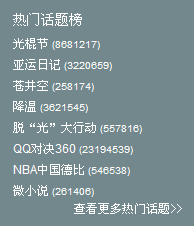 热门话题榜
光棍节 (8681217)
亚运日记 (3220659)
苍井空 (258174)
降温 (3621545)
脱“光”大行动 (557816)
QQ对决360 (23194539)
NBA中国德比 (546538)
微小说 (261406)
查看更多热门话题>>